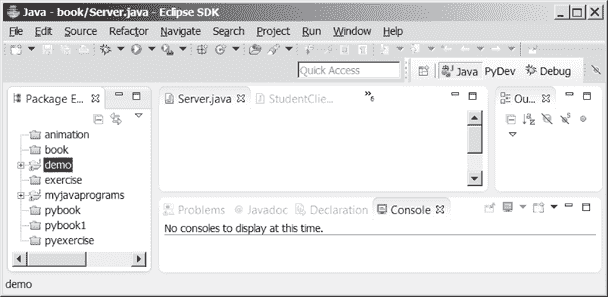 Java - book/Server.java - Eclipse SDK
File Edit Source Refactor Navigate Search Project Run Window Help
Quick Access Java PyDev Debug
Package E... Server.java StudentClie... »6 Ou...
animation
book
demo
exercise
myjavaprograms
pybook
pybook1
pyexercise
Problems @ Javadoc Declaration Console
No consoles to display at this time.
demo